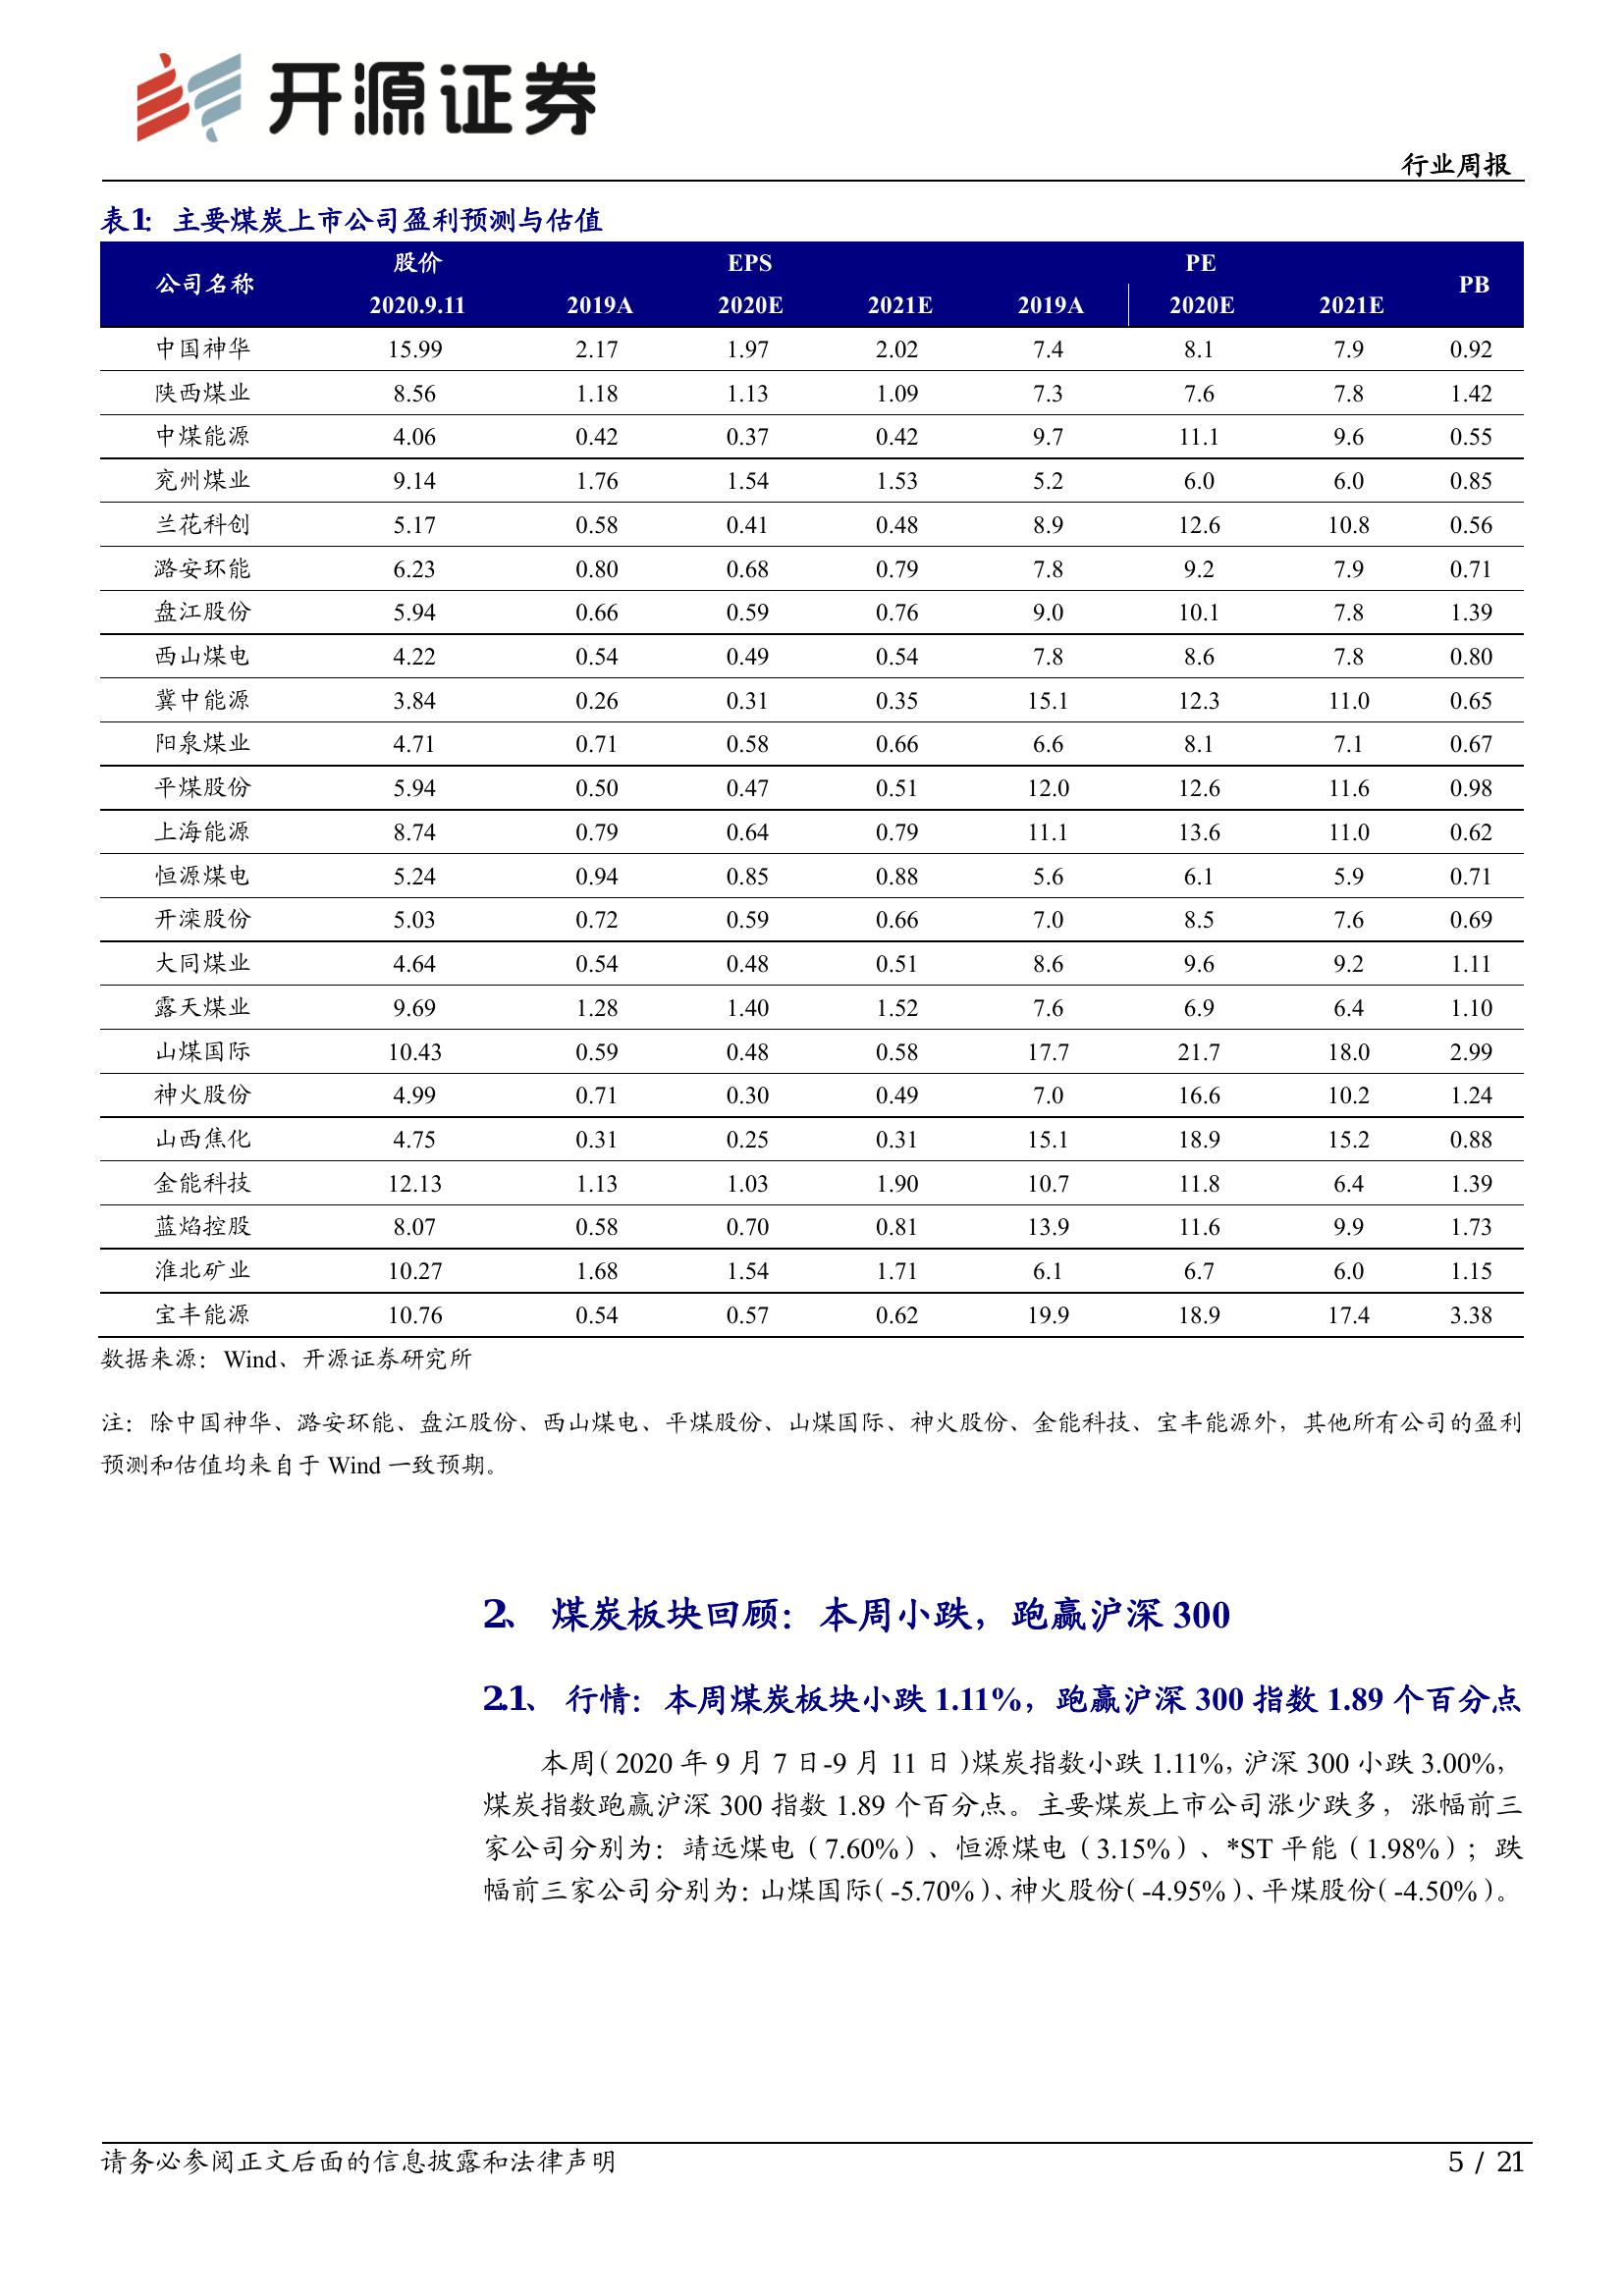 开源证券
行业周报
表1: 主要煤炭上市公司盈利预测与估值
公司名称 股价 EPS PE PB
2020.9.11 2019A 2020E 2021E 2019A 2020E 2021E
中国神华 15.99 2.17 1.97 2.02 7.4 8.1 7.9 0.92
陕西煤业 8.56 1.18 1.13 1.09 7.3 7.6 7.8 1.42
中煤能源 4.06 0.42 0.37 0.42 9.7 11.1 9.6 0.55
兖州煤业 9.14 1.76 1.54 1.53 5.2 6.0 6.0 0.85
兰花科创 5.17 0.58 0.41 0.48 8.9 12.6 10.8 0.56
潞安环能 6.23 0.80 0.68 0.79 7.8 9.2 7.9 0.71
盘江股份 5.94 0.66 0.59 0.76 9.0 10.1 7.8 1.39
西山煤电 4.22 0.54 0.49 0.54 7.8 8.6 7.8 0.80
冀中能源 3.84 0.26 0.31 0.35 15.1 12.3 11.0 0.65
阳泉煤业 4.71 0.71 0.58 0.66 6.6 8.1 7.1 0.67
平煤股份 5.94 0.50 0.47 0.51 12.0 12.6 11.6 0.98
上海能源 8.74 0.79 0.64 0.79 11.1 13.6 11.0 0.62
恒源煤电 5.24 0.94 0.85 0.88 5.6 6.1 5.9 0.71
开滦股份 5.03 0.72 0.59 0.66 7.0 8.5 7.6 0.69
大同煤业 4.64 0.54 0.48 0.51 8.6 9.6 9.2 1.11
露天煤业 9.69 1.28 1.40 1.52 7.6 6.9 6.4 1.10
山煤国际 10.43 0.59 0.48 0.58 17.7 21.7 18.0 2.99
神火股份 4.99 0.71 0.30 0.49 7.0 16.6 10.2 1.24
山西焦化 4.75 0.31 0.25 0.31 15.1 18.9 15.2 0.88
金能科技 12.13 1.13 1.03 1.90 10.7 11.8 6.4 1.39
蓝焰控股 8.07 0.58 0.70 0.81 13.9 11.6 9.9 1.73
淮北矿业 10.27 1.68 1.54 1.71 6.1 6.7 6.0 1.15
宝丰能源 10.76 0.54 0.57 0.62 19.9 18.9 17.4 3.38
数据来源：Wind、开源证券研究所
注：除中国神华、潞安环能、盘江股份、西山煤电、平煤股份、山煤国际、神火股份、金能科技、宝丰能源外，其他所有公司的盈利
预测和估值均来自于 Wind 一致预期。
2、 煤炭板块回顾：本周小跌，跑赢沪深 300
2.1、 行情：本周煤炭板块小跌 1.11%，跑赢沪深 300 指数 1.89 个百分点
本周（2020 年 9 月 7 日-9 月 11 日）煤炭指数小跌 1.11%，沪深 300 小跌 3.00%，
煤炭指数跑赢沪深 300 指数 1.89 个百分点。主要煤炭上市公司涨少跌多，涨幅前三
家公司分别为：靖远煤电（7.60%）、恒源煤电（3.15%）、*ST 平能（1.98%）；跌
幅前三家公司分别为：山煤国际（-5.70%）、神火股份（-4.95%）、平煤股份（-4.50%）。
请务必参阅正文后面的信息披露和法律声明
5 / 21